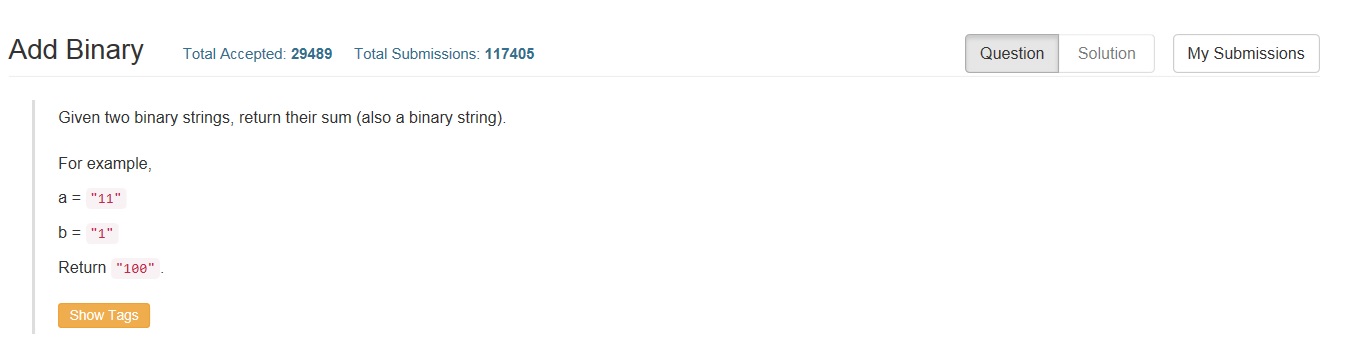 Add Binary Total Accepted: 29489 Total Submissions: 117405 Question Solution My Submissions
Given two binary strings, return their sum (also a binary string).
For example,
a = "11"
b = "1"
Return "100".
Show Tags